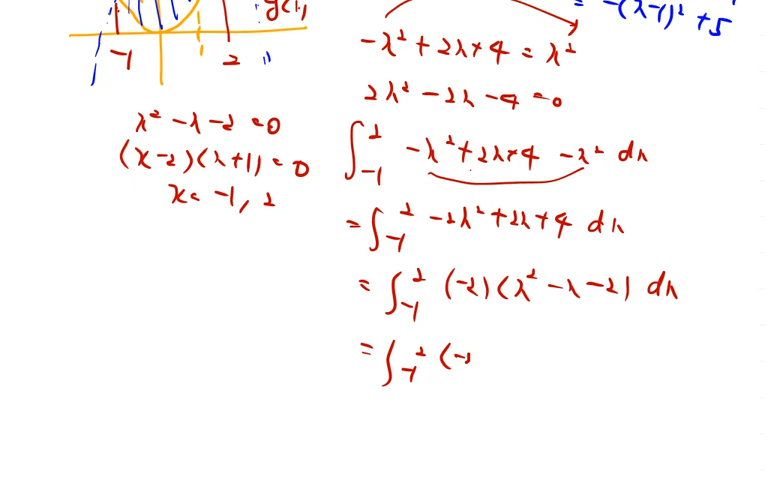 y(1)
= -(x-1)² + 5
-1 2
-x² + 2x + 4 = x²
2x² - 2x - 4 = 0
x² - x - 2 = 0
(x-2)(x+1) = 0
x = -1, 2
∫₋₁² -x² + 2x + 4 - x² dx
= ∫₋₁² -2x² + 2x + 4 dx
= ∫₋₁² (-2)(x² - x - 2) dx
= ∫₋₁² (-